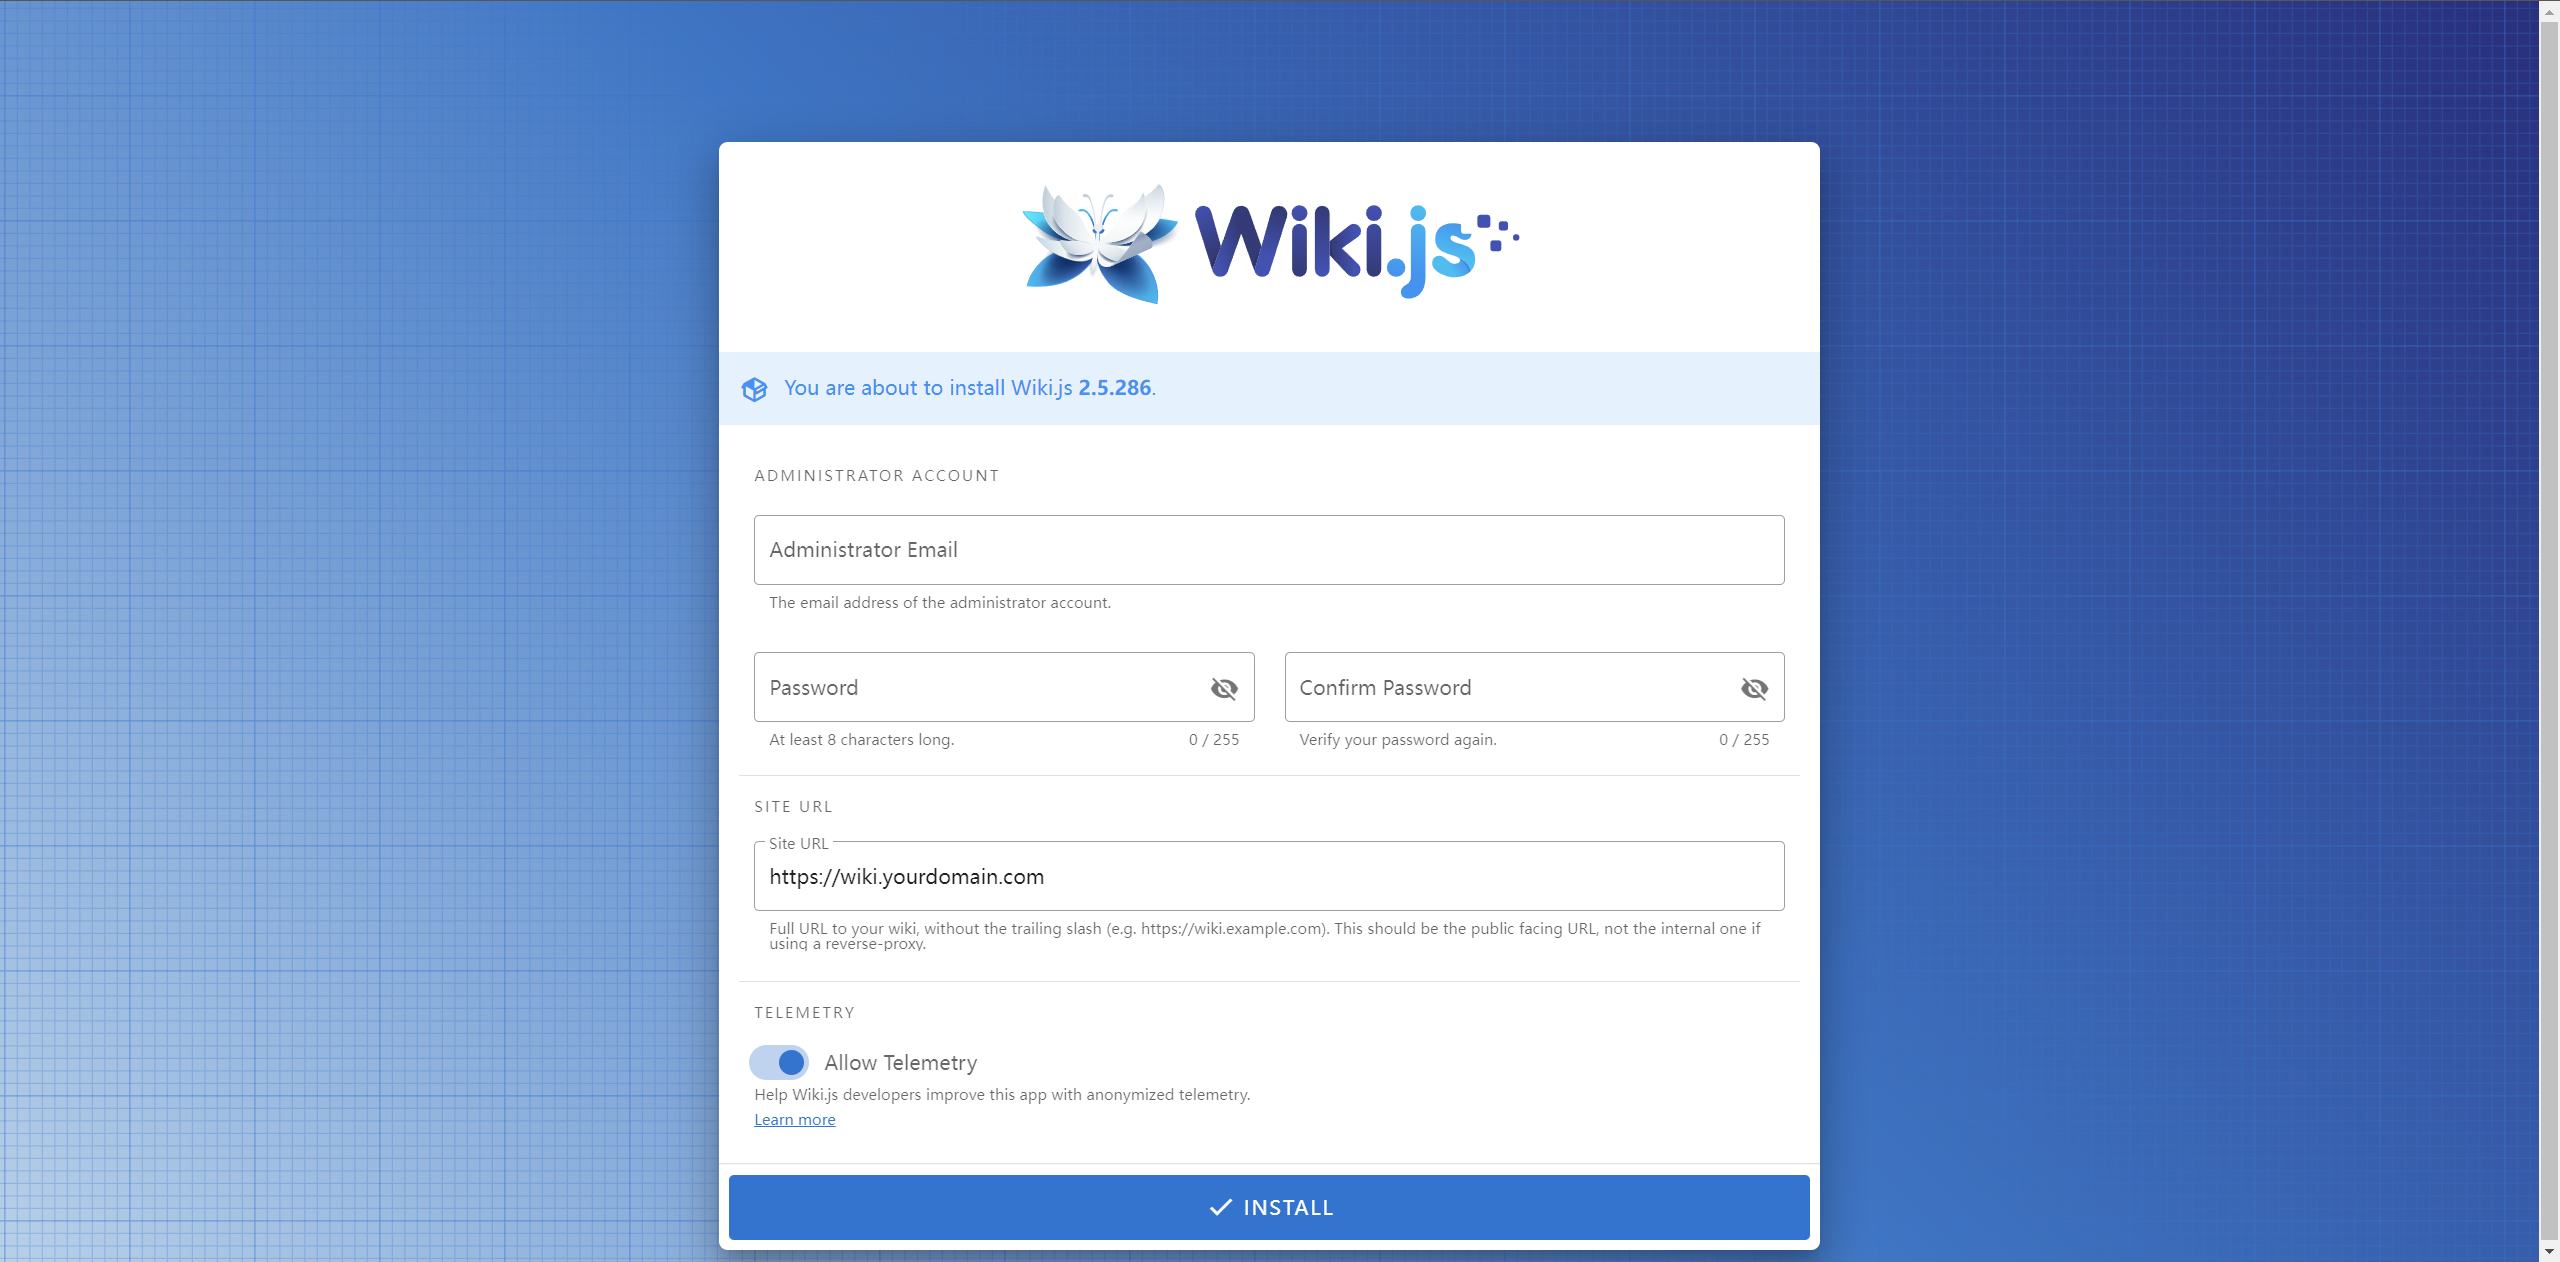 Wiki.js
You are about to install Wiki.js 2.5.286.
ADMINISTRATOR ACCOUNT
Administrator Email
The email address of the administrator account.
Password
Confirm Password
At least 8 characters long.
0 / 255
Verify your password again.
0 / 255
SITE URL
Site URL
https://wiki.yourdomain.com
Full URL to your wiki, without the trailing slash (e.g. https://wiki.example.com). This should be the public facing URL, not the internal one if
using a reverse-proxy.
TELEMETRY
Allow Telemetry
Help Wiki.js developers improve this app with anonymized telemetry.
Learn more
INSTALL